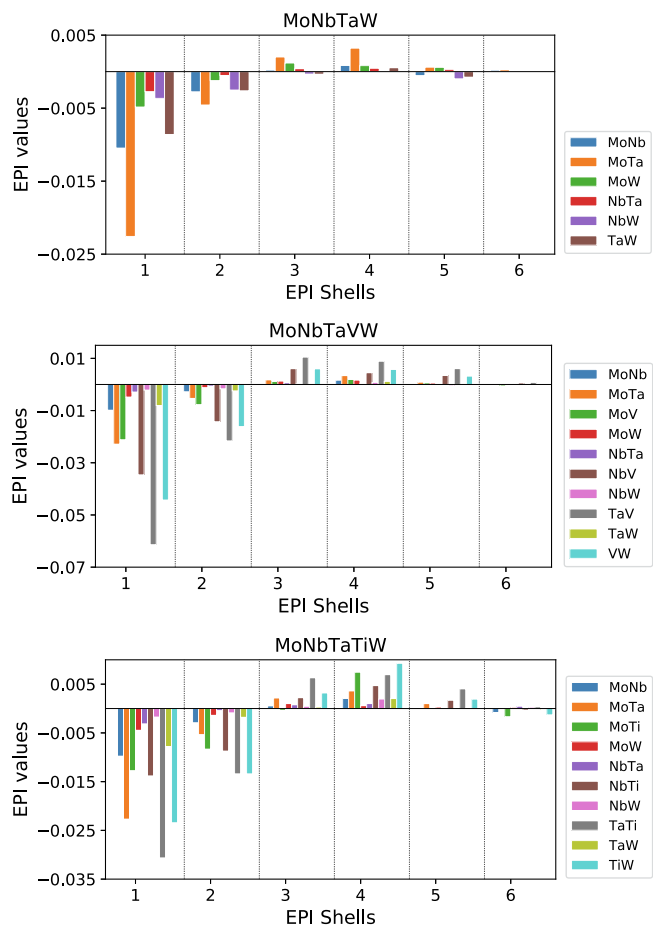 MoNbTaW
0.005
−0.005
−0.015
−0.025
EPI values
1 2 3 4 5 6
EPI Shells
MoNb
MoTa
MoW
NbTa
NbW
TaW
MoNbTaVW
0.01
−0.01
−0.03
−0.05
−0.07
EPI values
1 2 3 4 5 6
EPI Shells
MoNb
MoTa
MoV
MoW
NbTa
NbV
NbW
TaV
TaW
VW
MoNbTaTiW
0.005
−0.005
−0.015
−0.025
−0.035
EPI values
1 2 3 4 5 6
EPI Shells
MoNb
MoTa
MoTi
MoW
NbTa
NbTi
NbW
TaTi
TaW
TiW